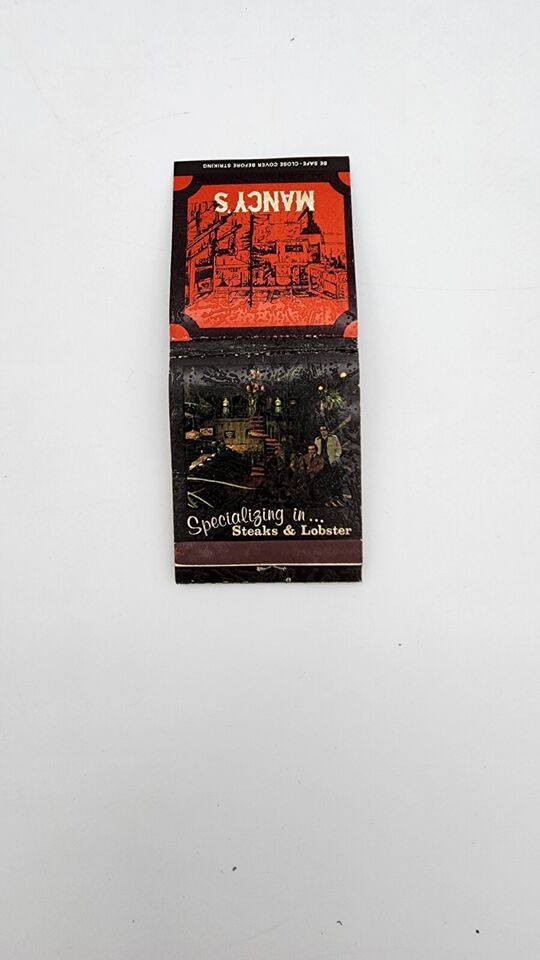 BE SAFE-CLOSE COVER BEFORE STRIKING
MANCY'S
Specializing in...
Steaks & Lobster